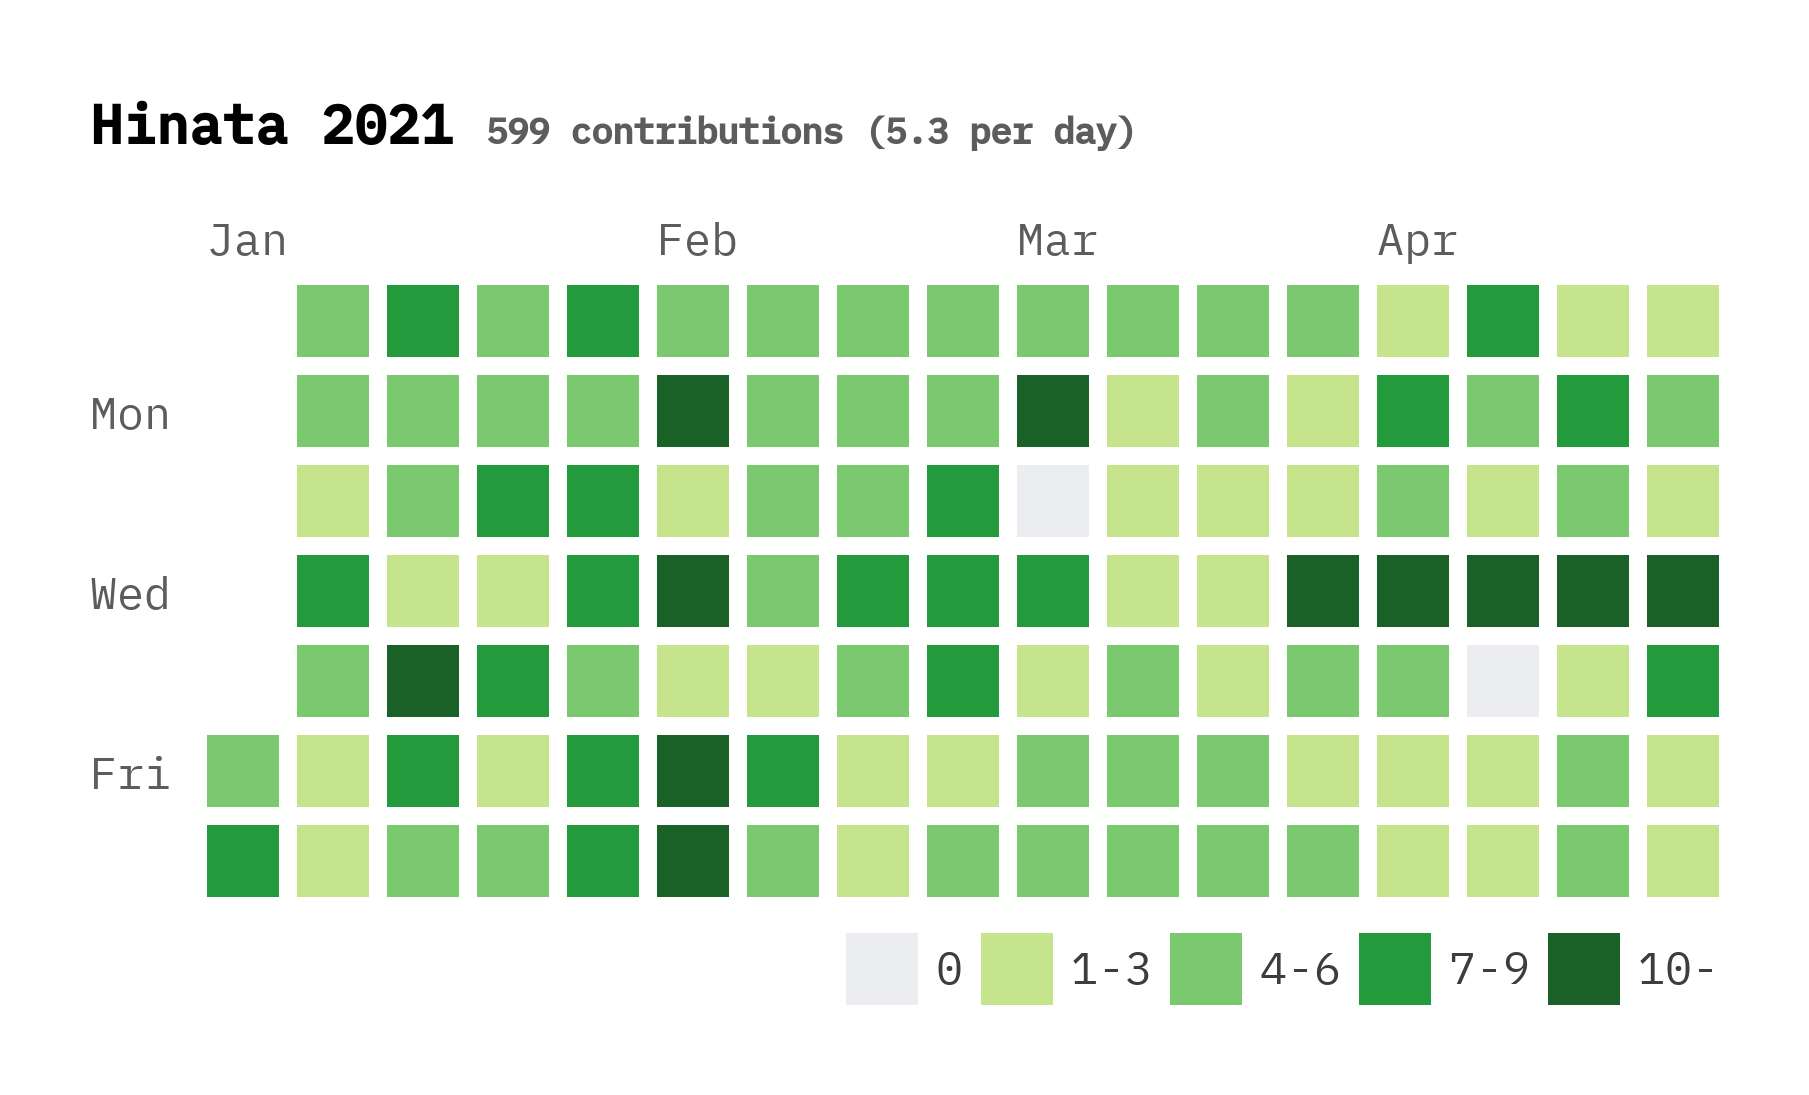 Hinata 2021 599 contributions (5.3 per day)
Jan Feb Mar Apr
Mon
Wed
Fri
0 1-3 4-6 7-9 10-